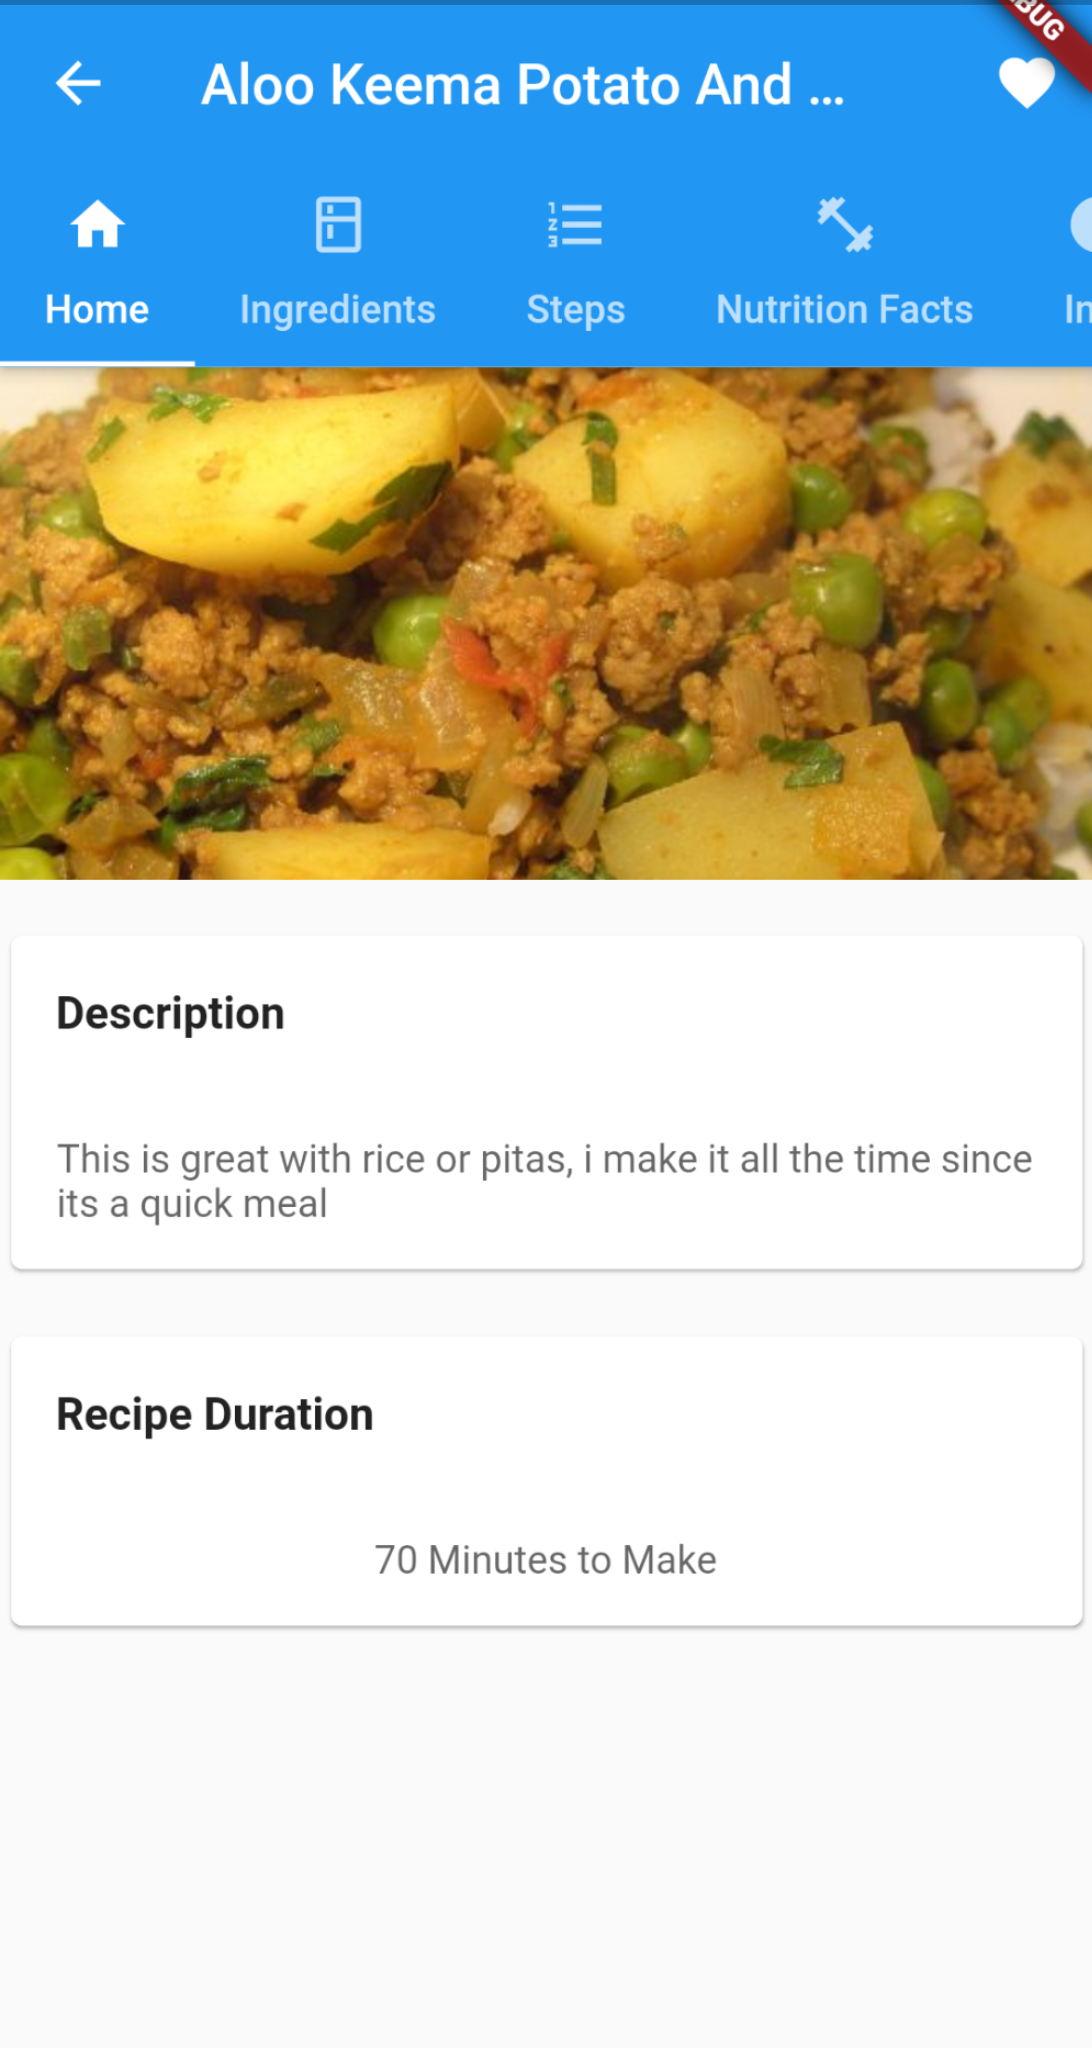 BUG
Aloo Keema Potato And ...
Home
Ingredients
Steps
Nutrition Facts
In
Description
This is great with rice or pitas, i make it all the time since
its a quick meal
Recipe Duration
70 Minutes to Make